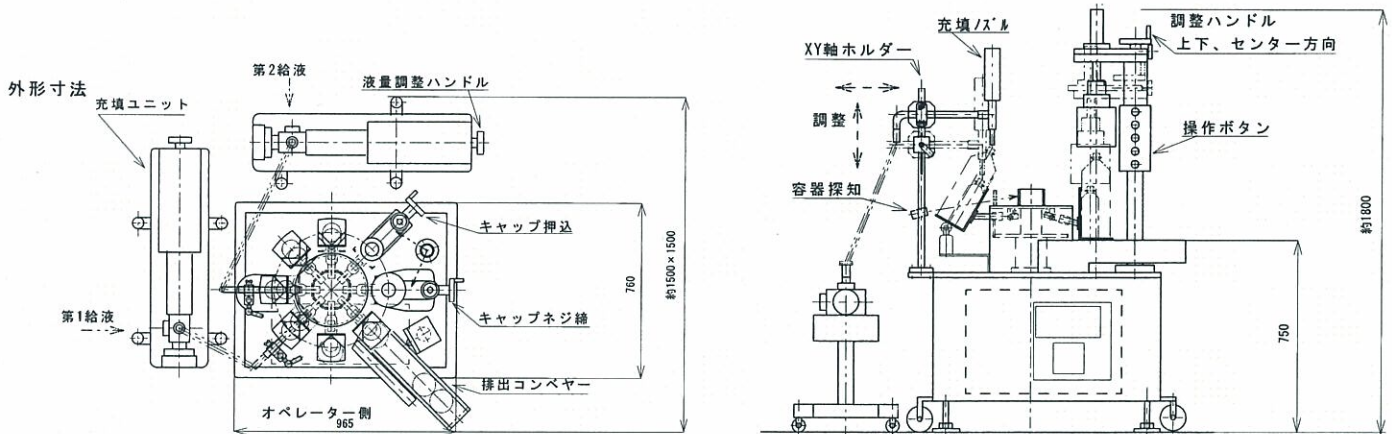 外形寸法
充填ユニット
第2給液
液量調整ハンドル
キャップ押込
760
約1500×1500
第1給液
キャップネジ締
排出コンベヤー
オペレーター側
965
充填ノズル
XY軸ホルダー
調整ハンドル
上下、センター方向
調整
操作ボタン
容器探知
約1800
750